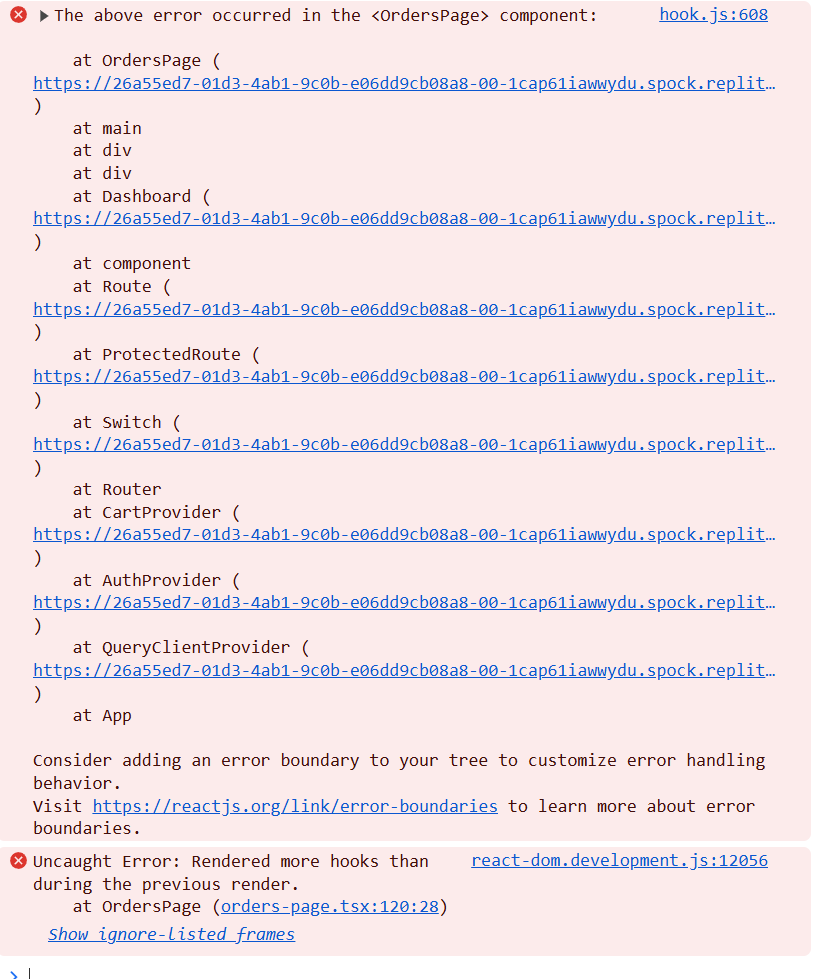 The above error occurred in the <OrdersPage> component: hook.js:608
at OrdersPage (
https://26a55ed7-01d3-4ab1-9c0b-e06dd9cb08a8-00-1cap61iawwydu.spock.replit…
)
at main
at div
at div
at Dashboard (
https://26a55ed7-01d3-4ab1-9c0b-e06dd9cb08a8-00-1cap61iawwydu.spock.replit…
)
at component
at Route (
https://26a55ed7-01d3-4ab1-9c0b-e06dd9cb08a8-00-1cap61iawwydu.spock.replit…
)
at ProtectedRoute (
https://26a55ed7-01d3-4ab1-9c0b-e06dd9cb08a8-00-1cap61iawwydu.spock.replit…
)
at Switch (
https://26a55ed7-01d3-4ab1-9c0b-e06dd9cb08a8-00-1cap61iawwydu.spock.replit…
)
at Router
at CartProvider (
https://26a55ed7-01d3-4ab1-9c0b-e06dd9cb08a8-00-1cap61iawwydu.spock.replit…
)
at AuthProvider (
https://26a55ed7-01d3-4ab1-9c0b-e06dd9cb08a8-00-1cap61iawwydu.spock.replit…
)
at QueryClientProvider (
https://26a55ed7-01d3-4ab1-9c0b-e06dd9cb08a8-00-1cap61iawwydu.spock.replit…
)
at App
Consider adding an error boundary to your tree to customize error handling
behavior.
Visit https://reactjs.org/link/error-boundaries to learn more about error
boundaries.
Uncaught Error: Rendered more hooks than react-dom.development.js:12056
during the previous render.
at OrdersPage (orders-page.tsx:120:28)
Show ignore-listed frames